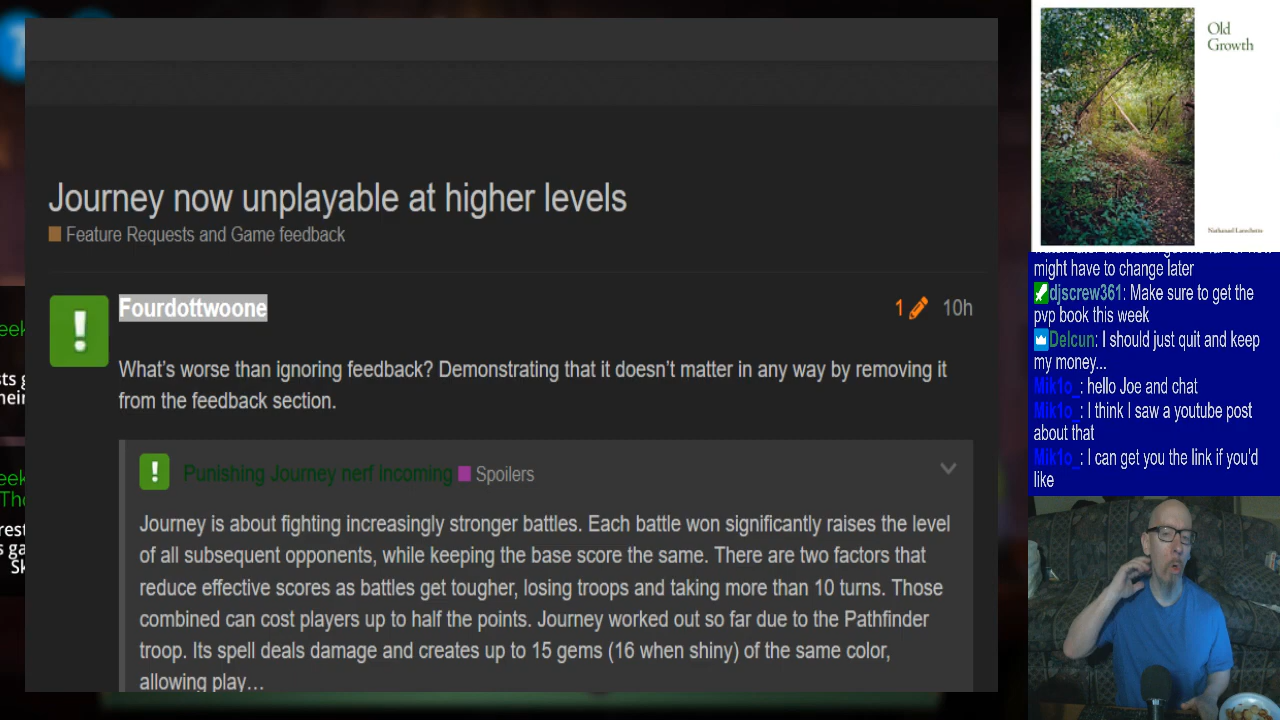 Journey now unplayable at higher levels
Feature Requests and Game feedback
Fourdottwoone
1
10h
What's worse than ignoring feedback? Demonstrating that it doesn't matter in any way by removing it
from the feedback section.
Punishing Journey nerf Incoming
Spoilers
Journey is about fighting increasingly stronger battles. Each battle won significantly raises the level
of all subsequent opponents, while keeping the base score the same. There are two factors that
reduce effective scores as battles get tougher, losing troops and taking more than 10 turns. Those
combined can cost players up to half the points. Journey worked out so far due to the Pathfinder
troop. Its spell deals damage and creates up to 15 gems (16 when shiny) of the same color,
allowing play…
Old
Growth
might have to change later
djscrew361: Make sure to get the
pvp book this week
Delcun: I should just quit and keep
my money...
Mik1o_: hello Joe and chat
Mik1o_: I think I saw a youtube post
about that
Mik1o_: I can get you the link if you'd
like